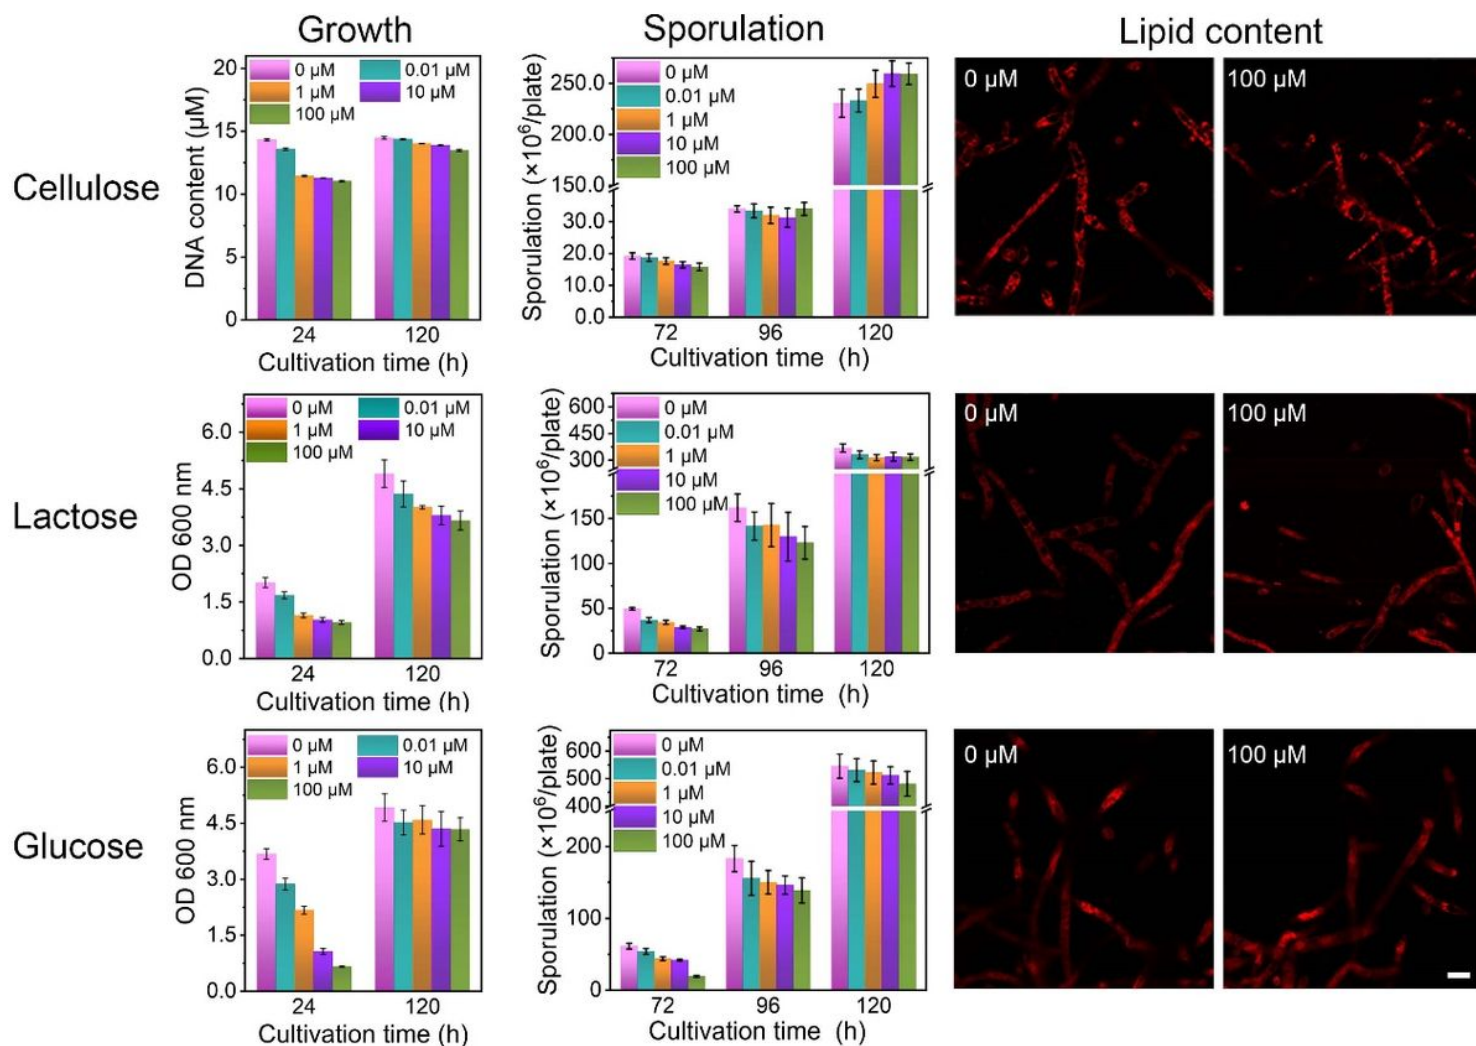 Growth
Sporulation
Lipid content
Cellulose
DNA content (µM)
20
15
10
5
0
0 µM
0.01 µM
1 µM
10 µM
100 µM
24
120
Cultivation time (h)
Sporulation (×10⁶/plate)
250.0
200.0
150.0
30.0
20.0
10.0
0.0
0 µM
0.01 µM
1 µM
10 µM
100 µM
72
96
120
Cultivation time (h)
0 µM
100 µM
Lactose
OD 600 nm
6.0
4.5
3.0
1.5
0.0
0 µM
0.01 µM
1 µM
10 µM
100 µM
24
120
Cultivation time (h)
Sporulation (×10⁶/plate)
600
450
300
150
100
50
0
0 µM
0.01 µM
1 µM
10 µM
100 µM
72
96
120
Cultivation time (h)
0 µM
100 µM
Glucose
OD 600 nm
6.0
4.5
3.0
1.5
0.0
0 µM
0.01 µM
1 µM
10 µM
100 µM
24
120
Cultivation time (h)
Sporulation (×10⁶/plate)
600
500
400
200
100
0
0 µM
0.01 µM
1 µM
10 µM
100 µM
72
96
120
Cultivation time (h)
0 µM
100 µM